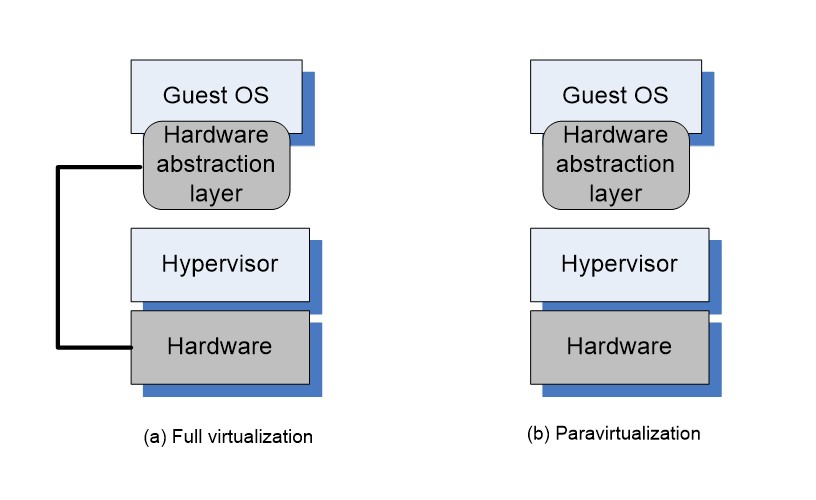 Guest OS
Hardware
abstraction
layer
Hypervisor
Hardware
(a) Full virtualization
Guest OS
Hardware
abstraction
layer
Hypervisor
Hardware
(b) Paravirtualization